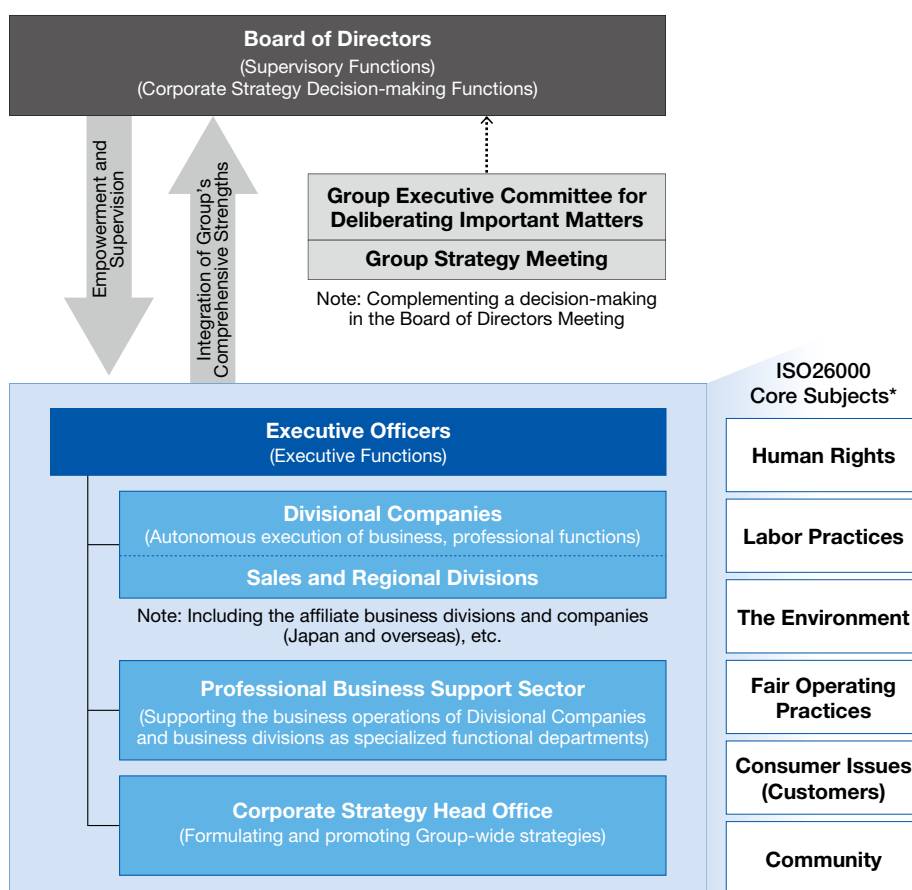 Board of Directors
(Supervisory Functions)
(Corporate Strategy Decision-making Functions)
Empowerment and
Supervision
Integration of Group's
Comprehensive Strengths
Group Executive Committee for
Deliberating Important Matters
Group Strategy Meeting
Note: Complementing a decision-making
in the Board of Directors Meeting
ISO26000
Core Subjects*
Executive Officers
(Executive Functions)
Divisional Companies
(Autonomous execution of business, professional functions)
Sales and Regional Divisions
Note: Including the affiliate business divisions and companies
(Japan and overseas), etc.
Professional Business Support Sector
(Supporting the business operations of Divisional Companies
and business divisions as specialized functional departments)
Corporate Strategy Head Office
(Formulating and promoting Group-wide strategies)
Human Rights
Labor Practices
The Environment
Fair Operating
Practices
Consumer Issues
(Customers)
Community